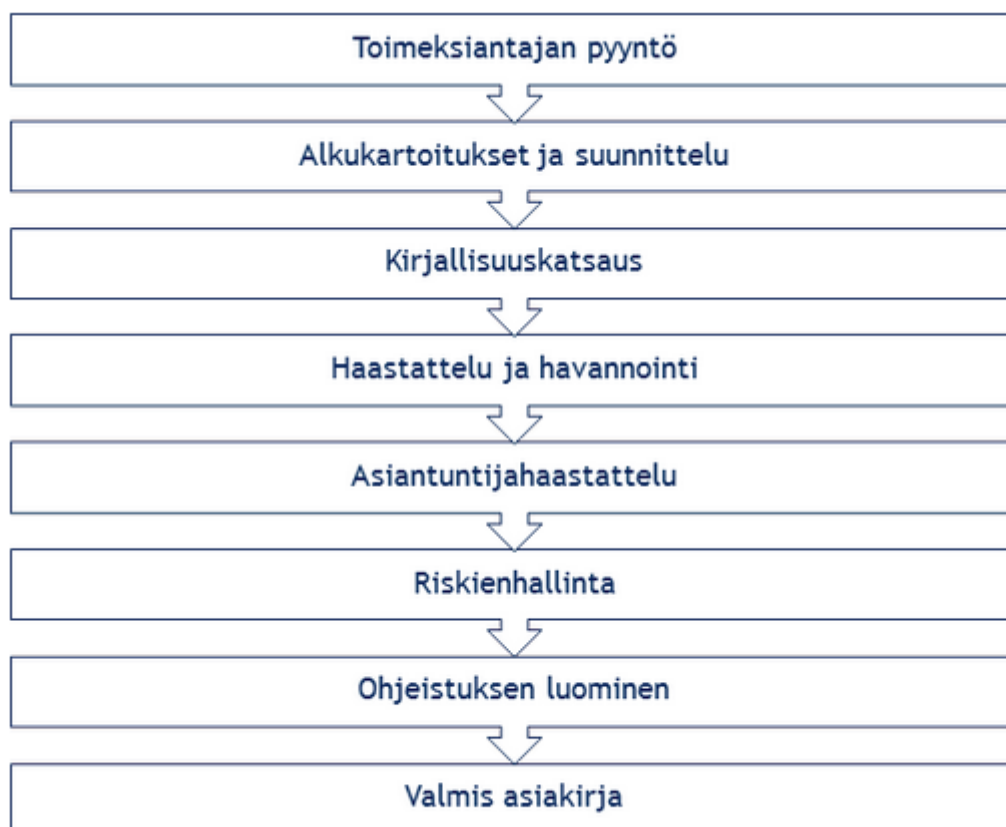 Toimeksiantajan pyyntö
Alkukartoitukset ja suunnittelu
Kirjallisuuskatsaus
Haastattelu ja havannointi
Asiantuntijahaastattelu
Riskienhallinta
Ohjeistuksen luominen
Valmis asiakirja